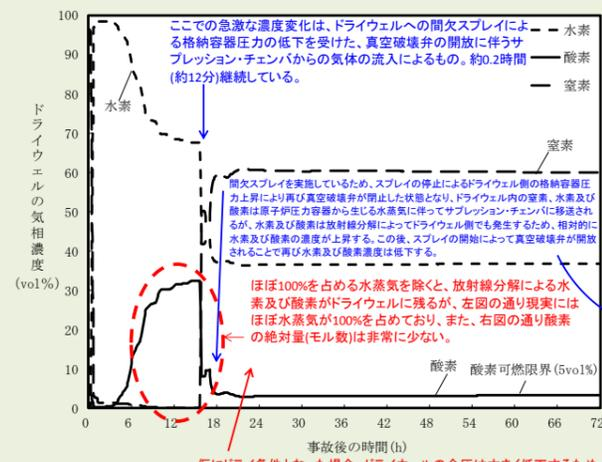 ここでの急激な濃度変化は、ドライウェルへの間欠スプレイによ
る格納容器圧力の低下を受けた、真空破壊弁の開放に伴うサ
プレッション・チェンバからの気体の流入によるもの。約0.2時間
(約12分)継続している。
水素
酸素
窒素
水素
窒素
間欠スプレイを実施しているため、スプレイの停止によるドライウェル側の格納容器圧
力上昇により再び真空破壊弁が閉止した状態となり、ドライウェル内の窒素、水素及び
酸素は原子炉圧力容器から生じ水蒸気に伴ってサプレッション・チェンバに移送され
るが、水素及び酸素は放射線分解によってドライウェル側でも発生するため、相対的に
水素及び酸素の濃度が上昇する。この後、スプレイの開始によって真空破壊弁が開放
されることで再び水素及び酸素濃度は低下する。
ほぼ100%を占める水蒸気を除くと、放射線分解による水
素及び酸素がドライウェルに残るが、左図の通り現実には
ほぼ水蒸気が100%を占めており、また、右図の通り酸素
の絶対量(モル数)は非常に少ない。
酸素
酸素可燃限界(5vol%)
ドライウェルの気相濃度
(vol%)
100
90
80
70
60
50
40
30
20
10
0
0 6 12 18 24 30 36 42 48 54 60 66 72
事故後の時間(h)